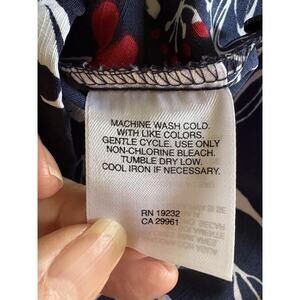 MACHINE WASH COLD
WITH LIKE COLORS.
GENTLE CYCLE. USE ONLY
NON-CHLORINE BLEACH.
TUMBLE DRY LOW.
COOL IRON IF NECESSARY.
RN 19232
CA 29961